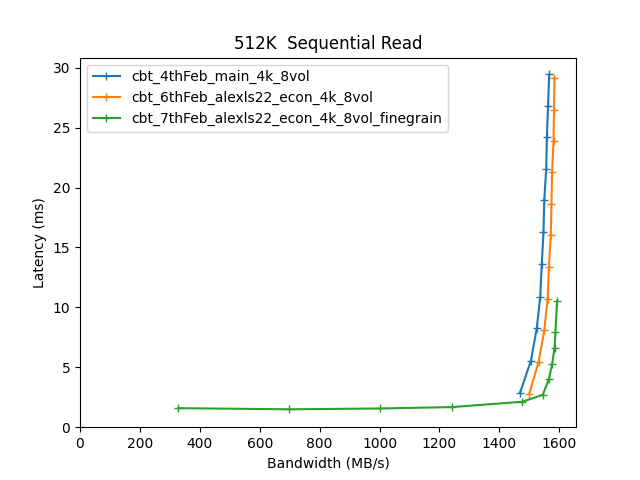 512K  Sequential Read
cbt_4thFeb_main_4k_8vol
cbt_6thFeb_alexls22_econ_4k_8vol
cbt_7thFeb_alexls22_econ_4k_8vol_finegrain
Latency (ms)
30
25
20
15
10
5
0
0 200 400 600 800 1000 1200 1400 1600
Bandwidth (MB/s)